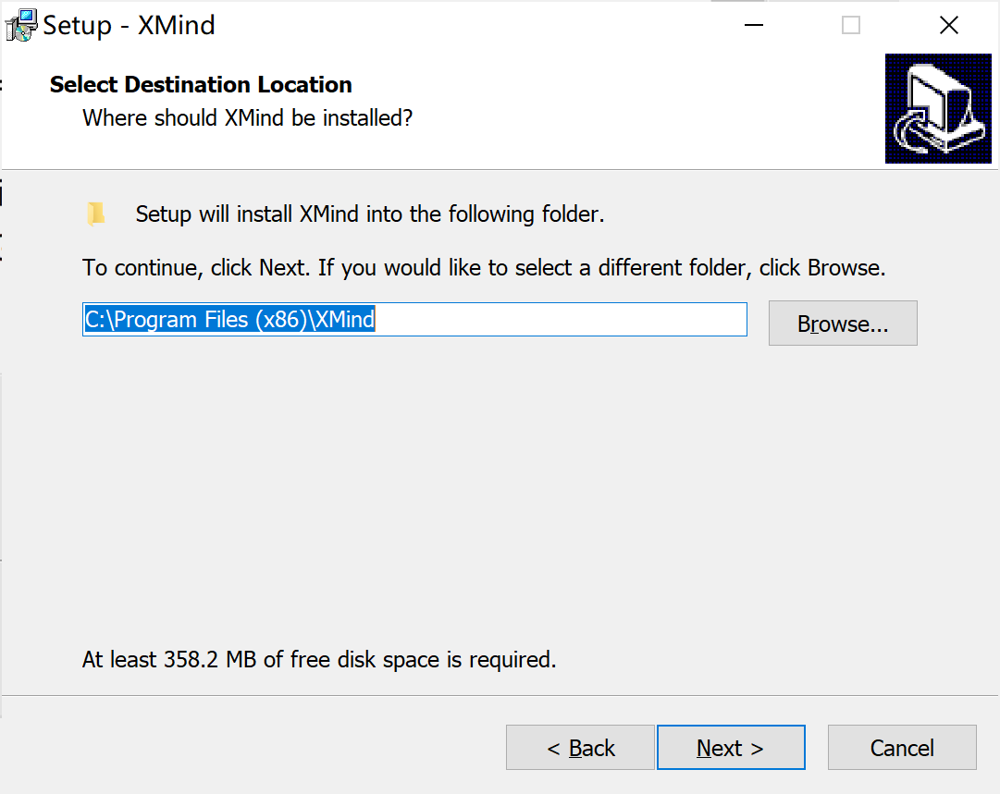 Setup - XMind
Select Destination Location
Where should XMind be installed?
Setup will install XMind into the following folder.
To continue, click Next. If you would like to select a different folder, click Browse.
C:\Program Files (x86)\XMind
Browse...
At least 358.2 MB of free disk space is required.
< Back
Next >
Cancel